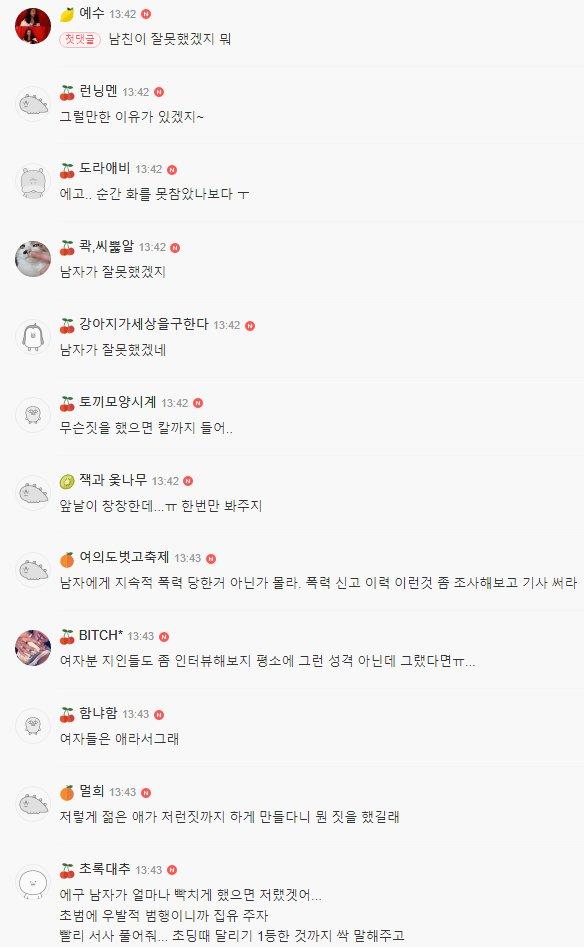 예수 13:42 N
첫댓글 남친이 잘못했겠지 뭐
런닝멘 13:42 N
그럴만한 이유가 있겠지~
도라애비 13:42 N
에고.. 순간 화를 못참았나보다 ㅜ
콱,씨뿛알 13:42 N
남자가 잘못했겠지
강아지가세상을구한다 13:42 N
남자가 잘못했겠네
토끼모양시계 13:42 N
무슨짓을 했으면 칼까지 들어..
잭과 옻나무 13:42 N
앞날이 창창한데...ㅠ 한번만 봐주지
여의도벗고축제 13:43 N
남자에게 지속적 폭력 당한거 아닌가 몰라. 폭력 신고 이력 이런것 좀 조사해보고 기사 써라
BITCH* 13:43 N
여자분 지인들도 좀 인터뷰해보지 평소에 그런 성격 아닌데 그랬다면ㅠ...
함냐함 13:43 N
여자들은 애라서그래
멀희 13:43 N
저렇게 젊은 애가 저런짓까지 하게 만들다니 뭔 짓을 했길래
초록대추 13:43 N
에구 남자가 얼마나 빡치게 했으면 저랬겟어...
초범에 우발적 범행이니까 집유 주자
빨리 서사 풀어줘... 초딩때 달리기 1등한 것까지 싹 말해주고